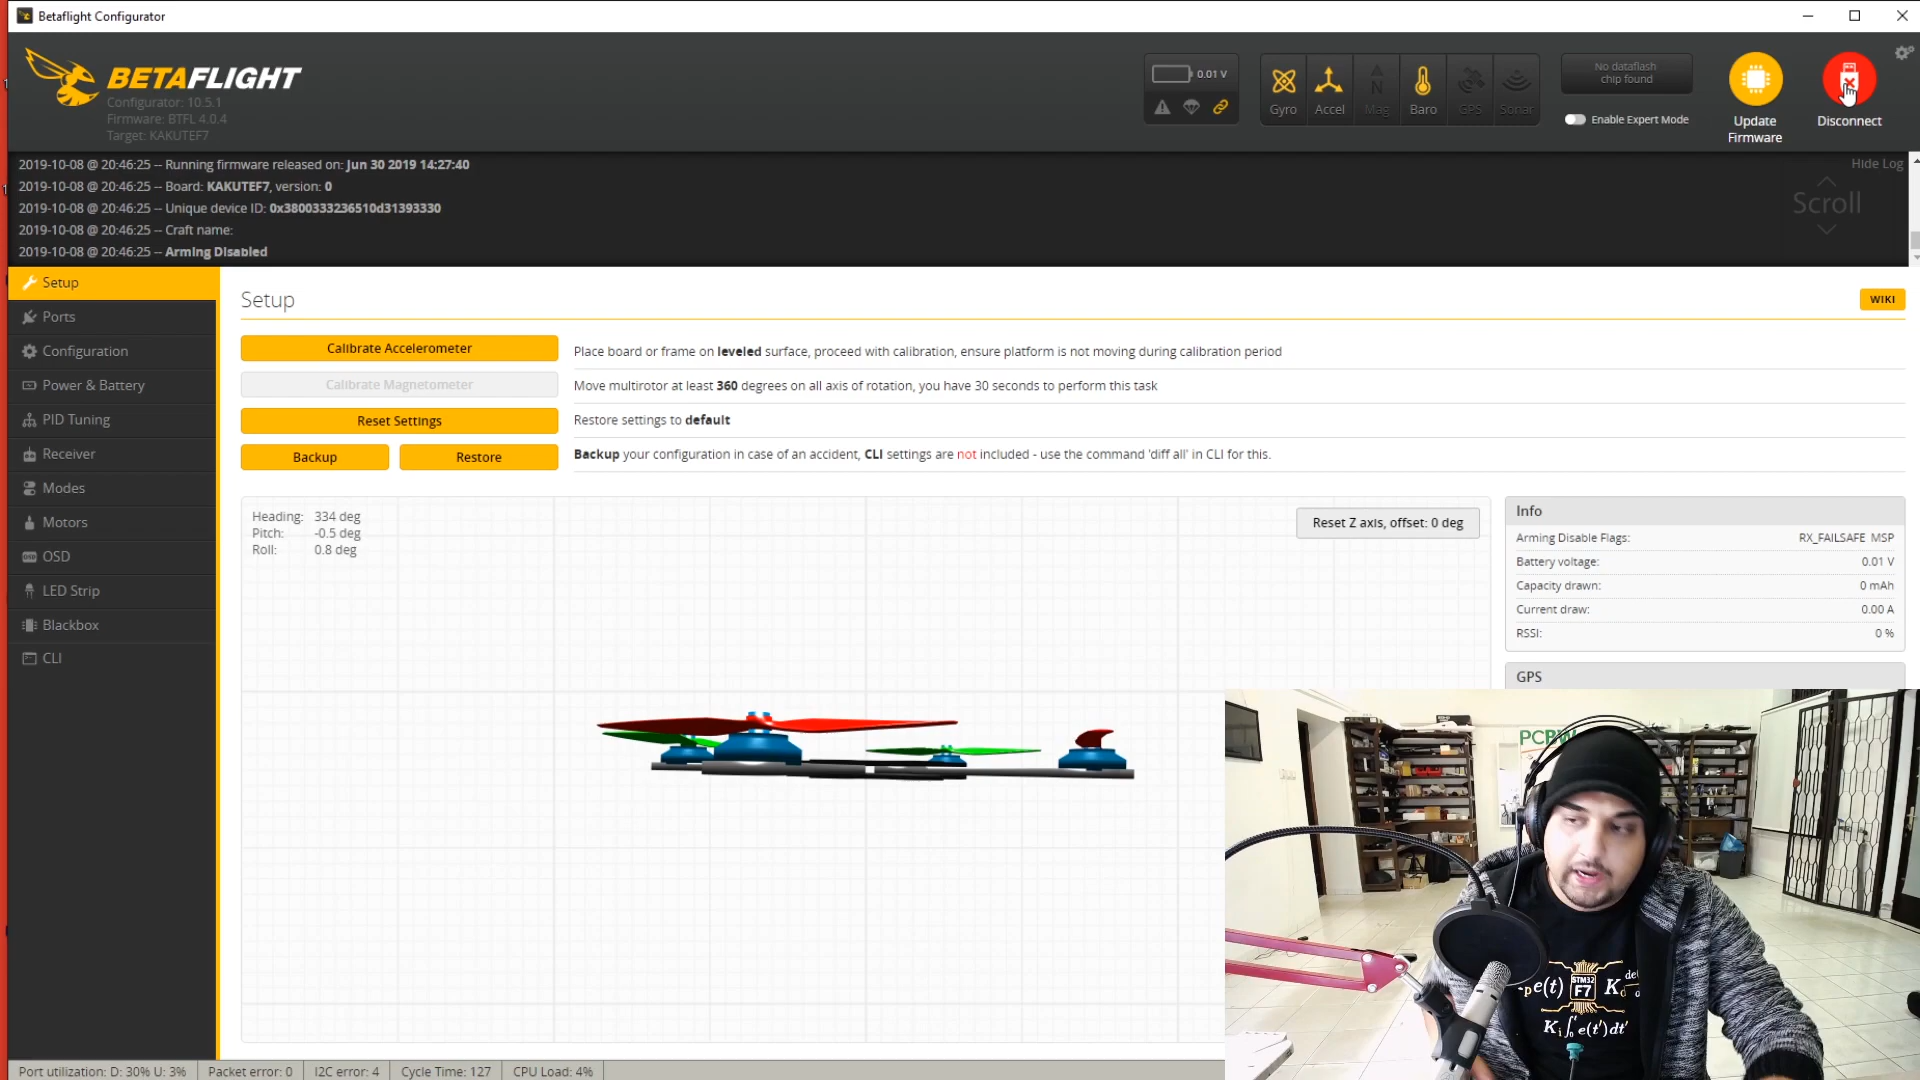 Betaflight Configurator
BETAFLIGHT
Configurator: 10.5.1
Firmware: BTFL 4.0.4
Target: KAKUTEF7
0.01 V
Gyro
Accel
Mag
Baro
GPS
Sonar
No dataflash
chip found
Enable Expert Mode
Update
Firmware
Disconnect
2019-10-08 @ 20:46:25 -- Running firmware released on: Jun 30 2019 14:27:40
2019-10-08 @ 20:46:25 -- Board: KAKUTEF7, version: 0
2019-10-08 @ 20:46:25 -- Unique device ID: 0x3800333236510d31393330
2019-10-08 @ 20:46:25 -- Craft name:
2019-10-08 @ 20:46:25 -- Arming Disabled
Hide Log
Scroll
Setup
Ports
Configuration
Power & Battery
PID Tuning
Receiver
Modes
Motors
OSD
LED Strip
Blackbox
CLI
Setup
WIKI
Calibrate Accelerometer
Place board or frame on leveled surface, proceed with calibration, ensure platform is not moving during calibration period
Calibrate Magnetometer
Move multirotor at least 360 degrees on all axis of rotation, you have 30 seconds to perform this task
Reset Settings
Restore settings to default
Backup
Restore
Backup your configuration in case of an accident, CLI settings are not included - use the command 'diff all' in CLI for this.
Heading: 334 deg
Pitch: -0.5 deg
Roll: 0.8 deg
Reset Z axis, offset: 0 deg
Info
Arming Disable Flags: RX_FAILSAFE MSP
Battery voltage: 0.01 V
Capacity drawn: 0 mAh
Current draw: 0.00 A
RSSI: 0 %
GPS
STM32
F7
Port utilization: D: 30% U: 3%
Packet error: 0
I2C error: 4
Cycle Time: 127
CPU Load: 4%